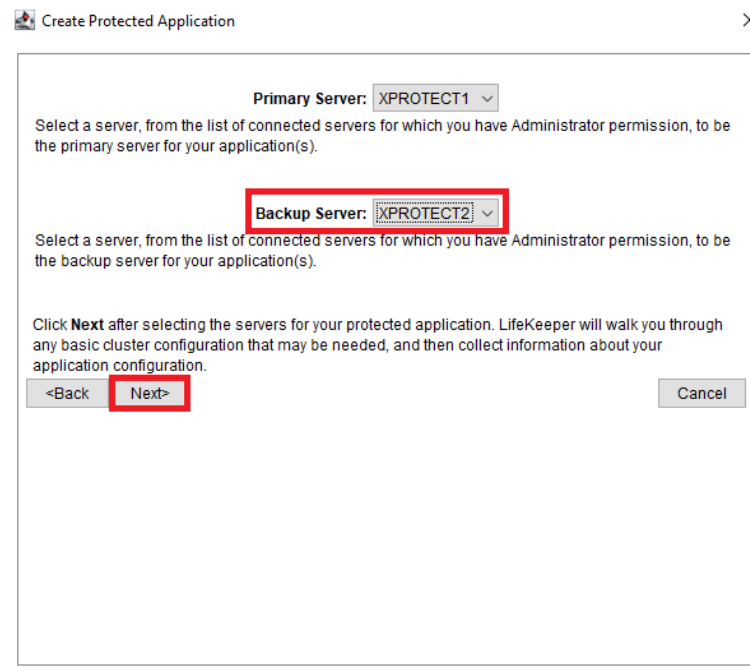 Create Protected Application
Primary Server: XPROTECT1
Select a server, from the list of connected servers for which you have Administrator permission, to be
the primary server for your application(s).
Backup Server: XPROTECT2
Select a server, from the list of connected servers for which you have Administrator permission, to be
the backup server for your application(s).
Click Next after selecting the servers for your protected application. LifeKeeper will walk you through
any basic cluster configuration that may be needed, and then collect information about your
application configuration.
<Back Next> Cancel